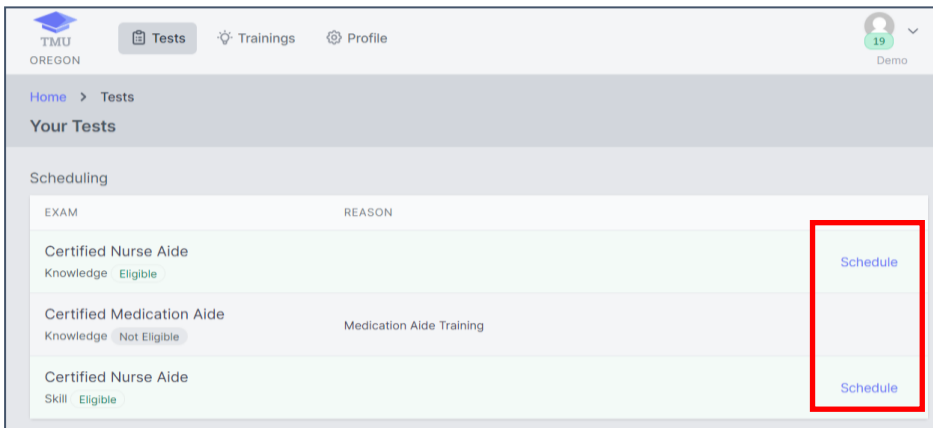 TMU
OREGON
Tests
Trainings
Profile
19
Demo
Home > Tests
Your Tests
Scheduling
EXAM REASON
Certified Nurse Aide
Knowledge Eligible
Schedule
Certified Medication Aide
Knowledge Not Eligible
Medication Aide Training
Certified Nurse Aide
Skill Eligible
Schedule